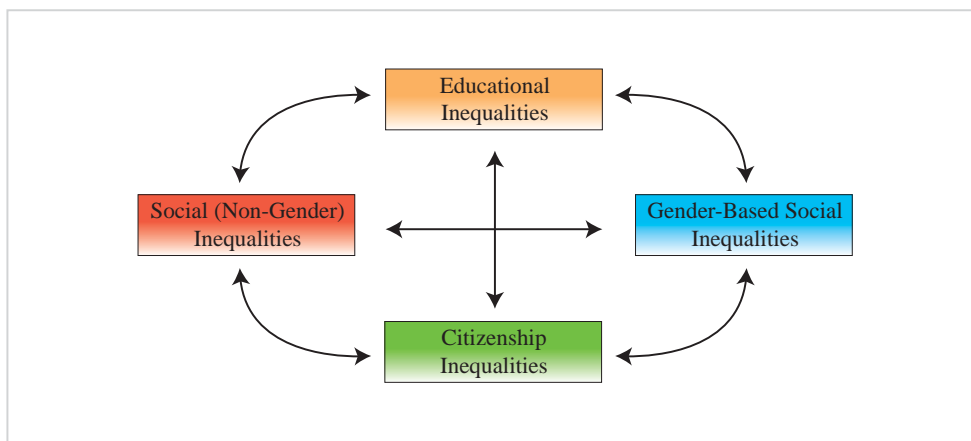 Educational
Inequalities
Social (Non-Gender)
Inequalities
Gender-Based Social
Inequalities
Citizenship
Inequalities